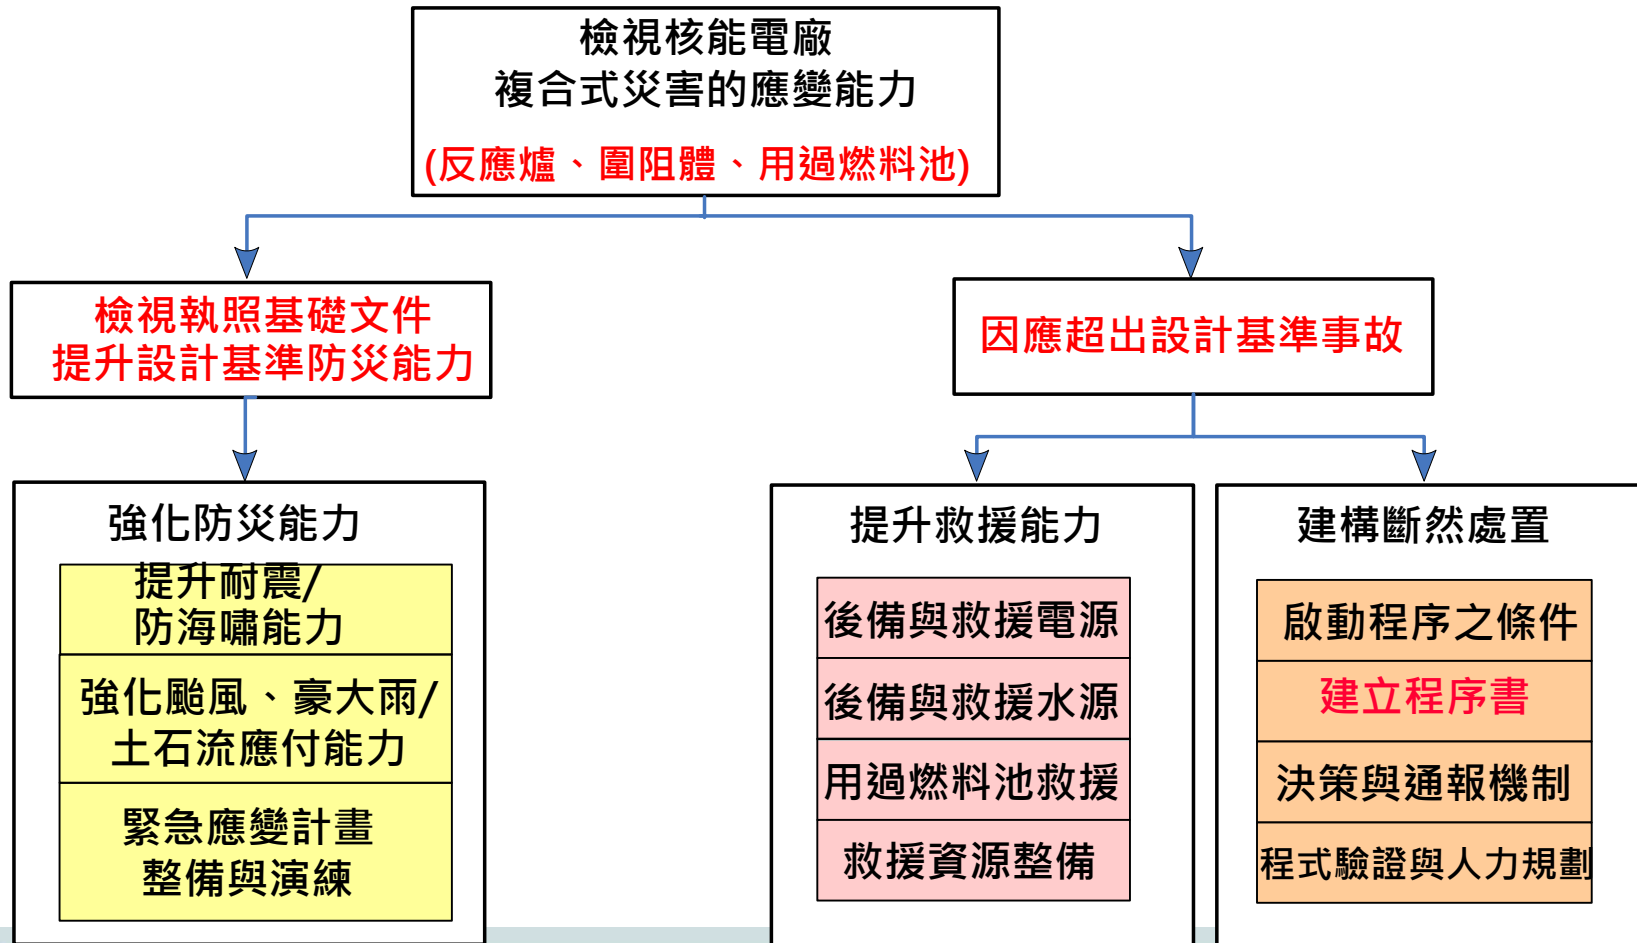 檢視核能電廠
複合式災害的應變能力
(反應爐、圍阻體、用過燃料池)
檢視執照基礎文件
提升設計基準防災能力
因應超出設計基準事故
強化防災能力
提升耐震/
防海嘯能力
強化颱風、豪大雨/
土石流應付能力
緊急應變計畫
整備與演練
提升救援能力
後備與救援電源
後備與救援水源
用過燃料池救援
救援資源整備
建構斷然處置
啟動程序之條件
建立程序書
決策與通報機制
程式驗證與人力規劃